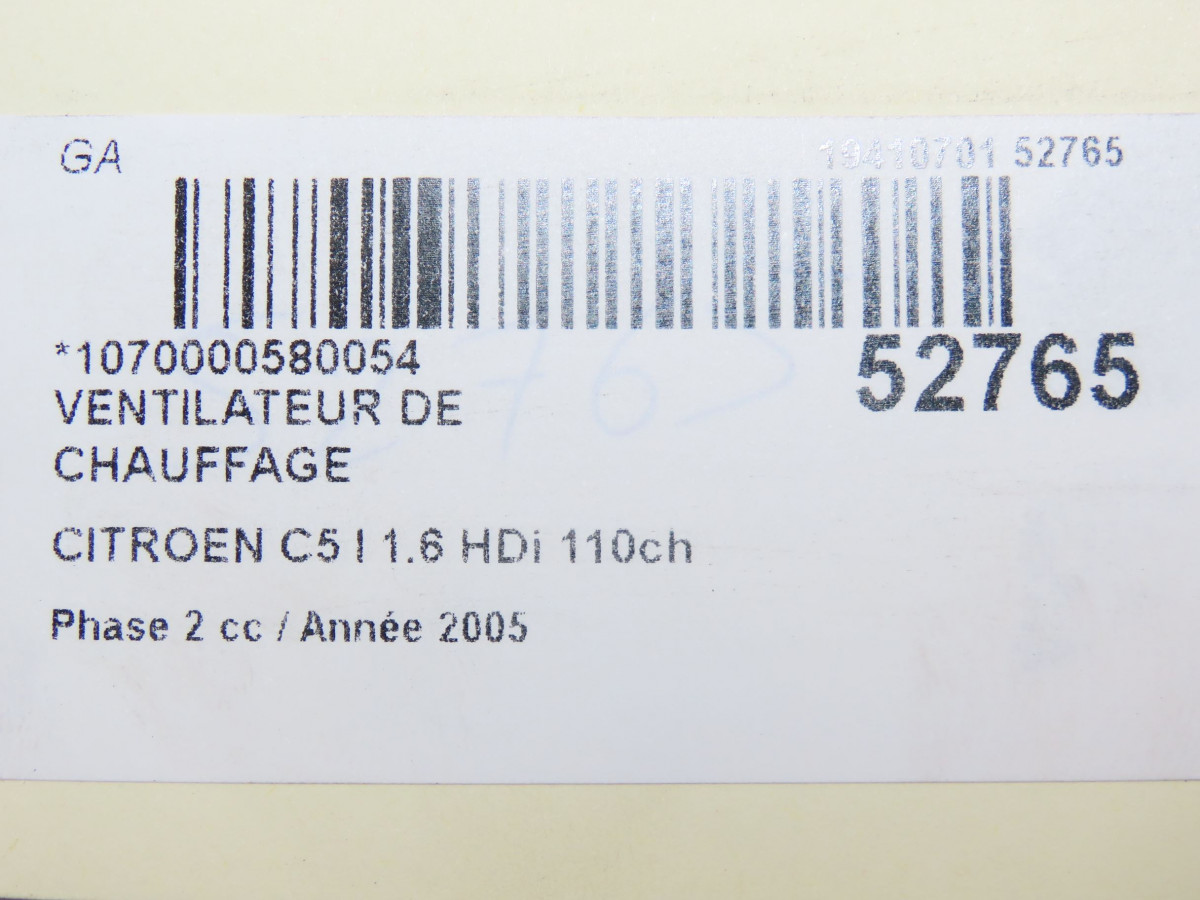 GA
19410701 52765
*1070000580054
52765
VENTILATEUR DE
CHAUFFAGE
CITROEN C5 I 1.6 HDi 110ch
Phase 2 cc / Année 2005